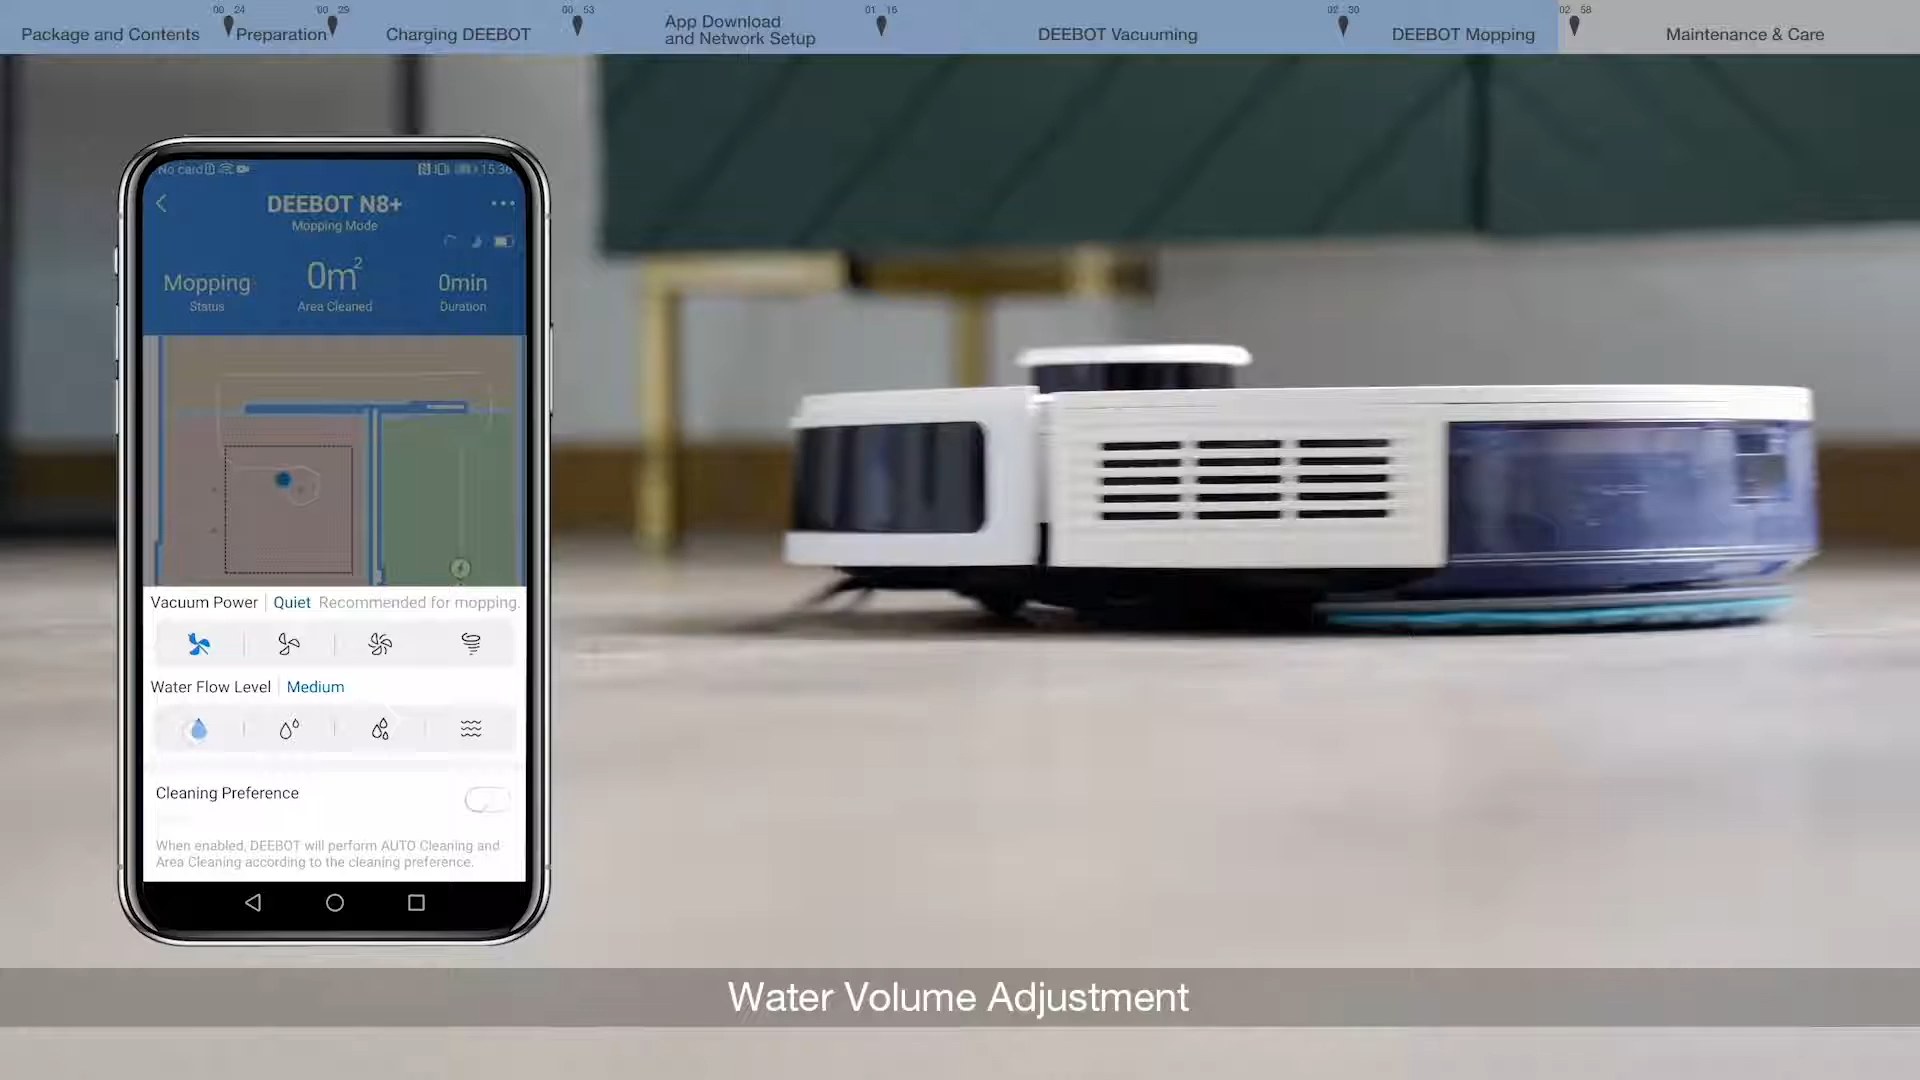 00 24
00 29
00 53
01 16
02 30
02 58
Package and Contents
Preparation
Charging DEEBOT
App Download
and Network Setup
DEEBOT Vacuuming
DEEBOT Mopping
Maintenance & Care
No card
15:36
DEEBOT N8+
Mopping Mode
Mopping
Status
0m²
Area Cleaned
0min
Duration
Vacuum Power | Quiet Recommended for mopping.
Water Flow Level | Medium
Cleaning Preference
When enabled, DEEBOT will perform AUTO Cleaning and
Area Cleaning according to the cleaning preference.
Water Volume Adjustment